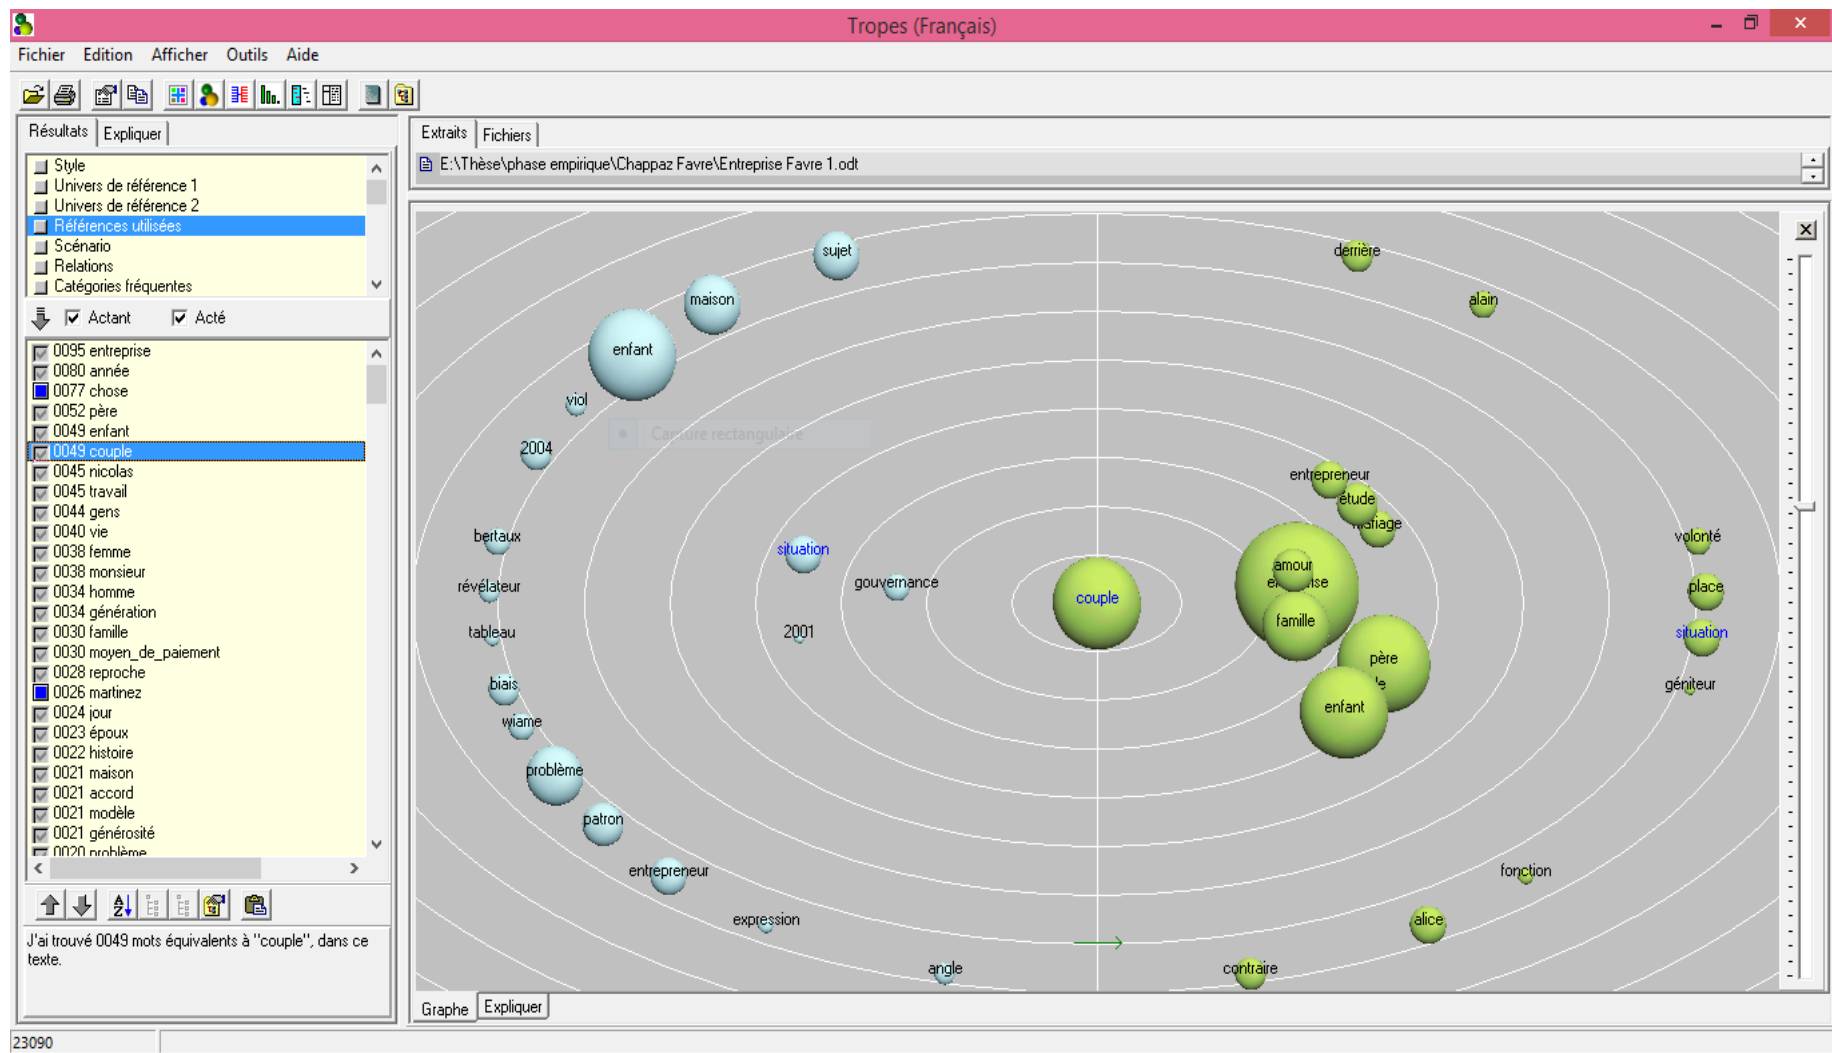 Tropes (Français)
Fichier Edition Afficher Outils Aide
Résultats Expliquer
Style
Univers de référence 1
Univers de référence 2
Références utilisées
Scénario
Relations
Catégories fréquentes
Actant Acté
0095 entreprise
0080 année
0077 chose
0052 père
0049 enfant
0049 couple
0045 nicolas
0045 travail
0044 gens
0040 vie
0038 femme
0038 monsieur
0034 homme
0034 génération
0030 famille
0030 moyen_de_paiement
0028 reproche
0026 martinez
0024 jour
0023 époux
0022 histoire
0021 maison
0021 accord
0021 modèle
0021 générosité
0020 problème
J'ai trouvé 0049 mots équivalents à "couple", dans ce
texte.
23090
Extraits Fichiers
E:\Thèse\phase empirique\Chappaz Favre\Entreprise Favre 1.odt
sujet
derrière
maison
alain
enfant
viol
Capture rectangulaire
2004
entrepreneur
étude
mariage
bertaux
volonté
situation
amour
gouvernance
révélateur
place
couple
famille
tableau
2001
situation
père
biais
géniteur
enfant
wiame
problème
patron
entrepreneur
fonction
expression
alice
angle
contraire
Graphe Expliquer